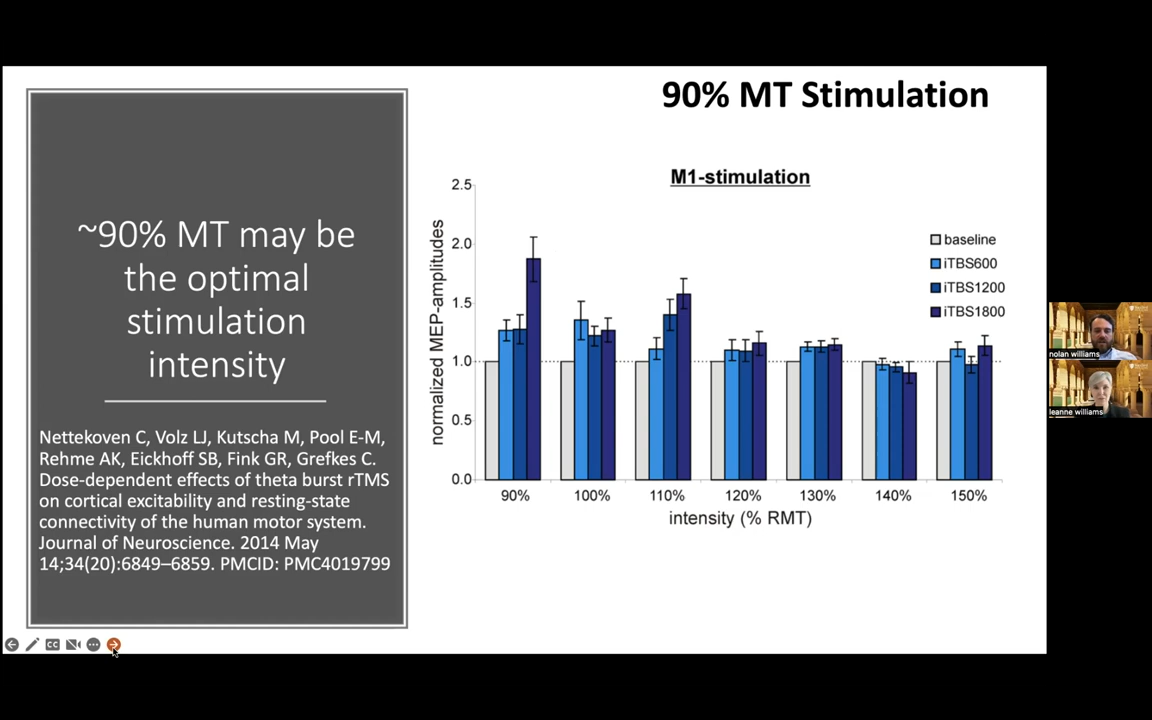 90% MT Stimulation
~90% MT may be
the optimal
stimulation
intensity
Nettekoven C, Volz LJ, Kutscha M, Pool E-M,
Rehme AK, Eickhoff SB, Fink GR, Grefkes C.
Dose-dependent effects of theta burst rTMS
on cortical excitability and resting-state
connectivity of the human motor system.
Journal of Neuroscience. 2014 May
14;34(20):6849–6859. PMCID: PMC4019799
M1-stimulation
normalized MEP-amplitudes
2.5
2.0
1.5
1.0
0.5
0.0
baseline
iTBS600
iTBS1200
iTBS1800
90% 100% 110% 120% 130% 140% 150%
intensity (% RMT)
CC
nolan williams
leanne williams